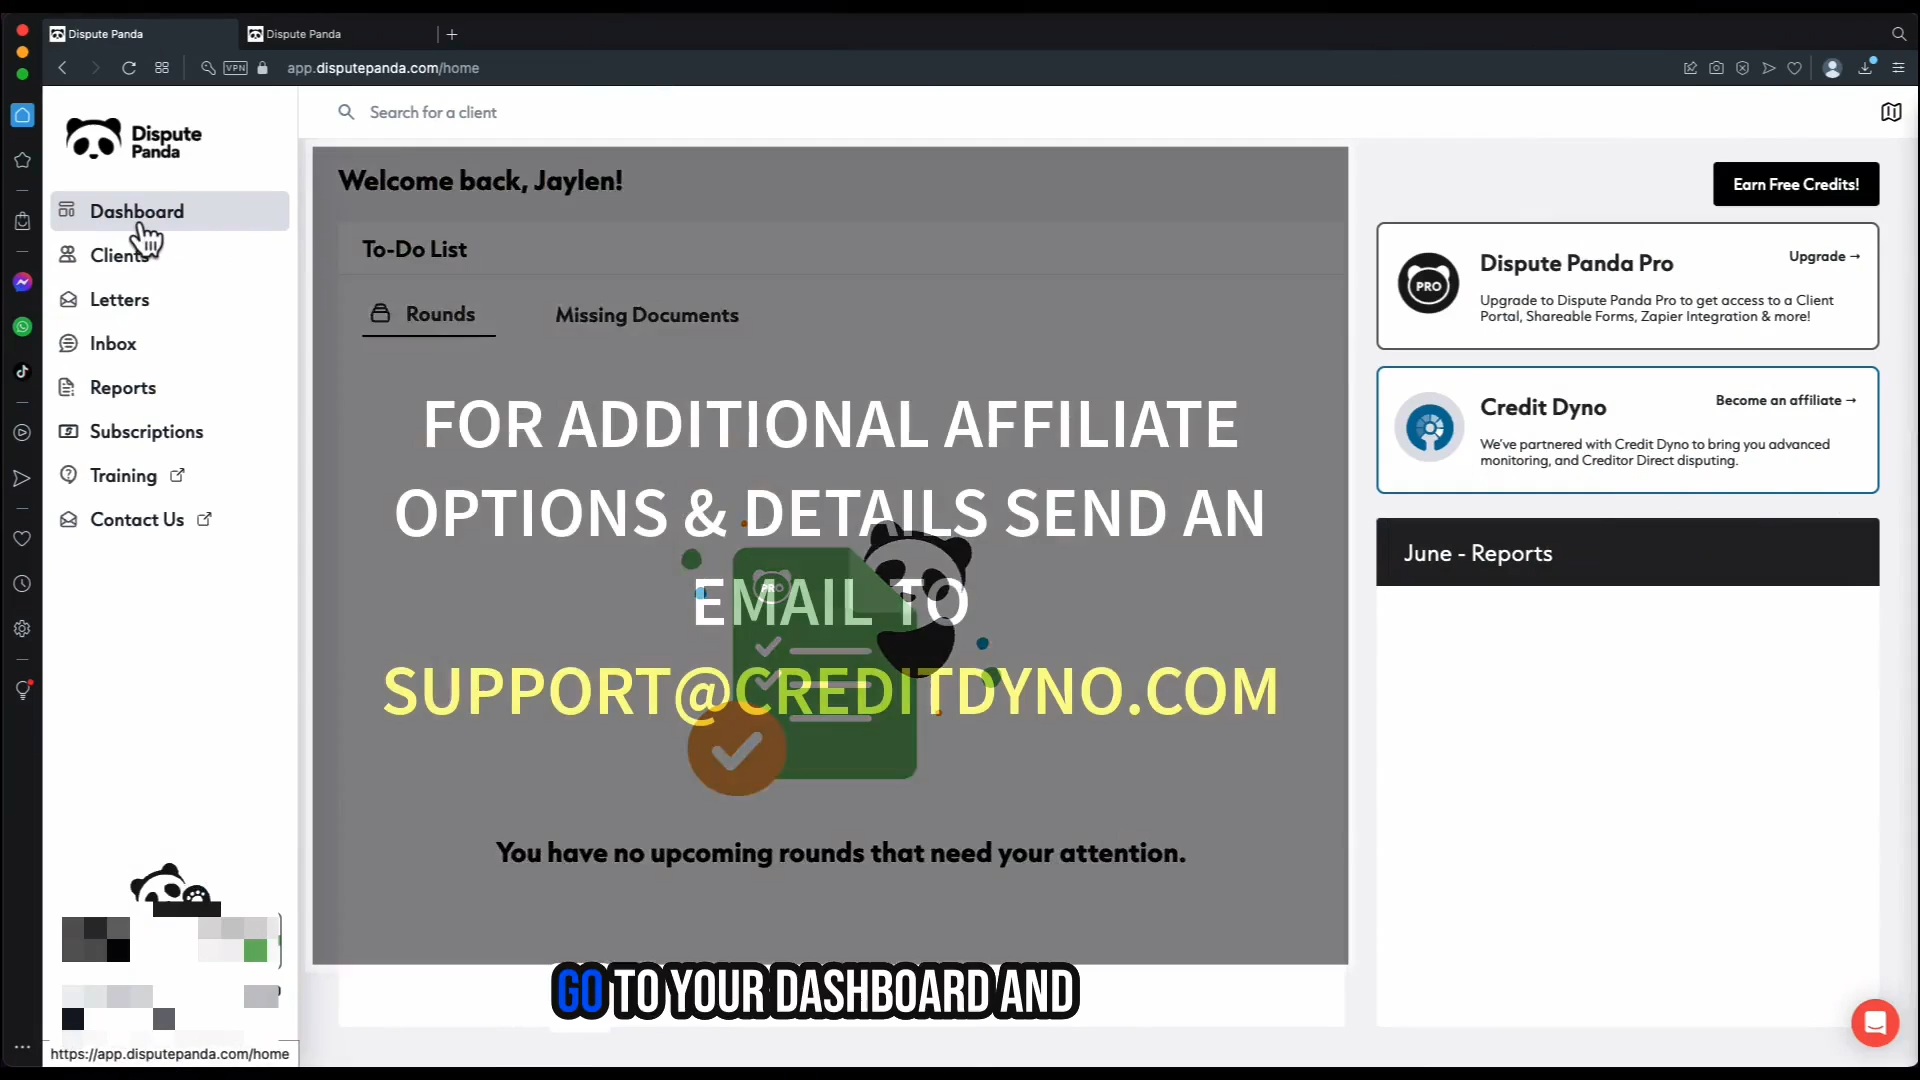 Dispute Panda
Dispute Panda
VPN
app.disputepanda.com/home
Dispute
Panda
Search for a client
Dashboard
Clients
Letters
Inbox
Reports
Subscriptions
Training
Contact Us
Welcome back, Jaylen!
To-Do List
Rounds
Missing Documents
FOR ADDITIONAL AFFILIATE
OPTIONS & DETAILS SEND AN
EMAIL TO
SUPPORT@CREDITDYNO.COM
PRO
You have no upcoming rounds that need your attention.
GO TO YOUR DASHBOARD AND
Earn Free Credits!
PRO
Dispute Panda Pro
Upgrade →
Upgrade to Dispute Panda Pro to get access to a Client
Portal, Shareable Forms, Zapier Integration & more!
Credit Dyno
Become an affiliate →
We've partnered with Credit Dyno to bring you advanced
monitoring, and Creditor Direct disputing.
June - Reports
https://app.disputepanda.com/home